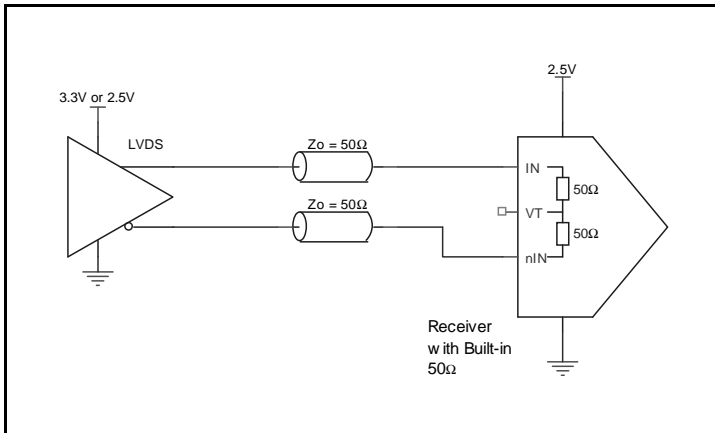 2.5V
3.3V or 2.5V
LVDS
Zo = 50Ω
IN
50Ω
Zo = 50Ω
VT
50Ω
nIN
Receiver
with Built-in
50Ω